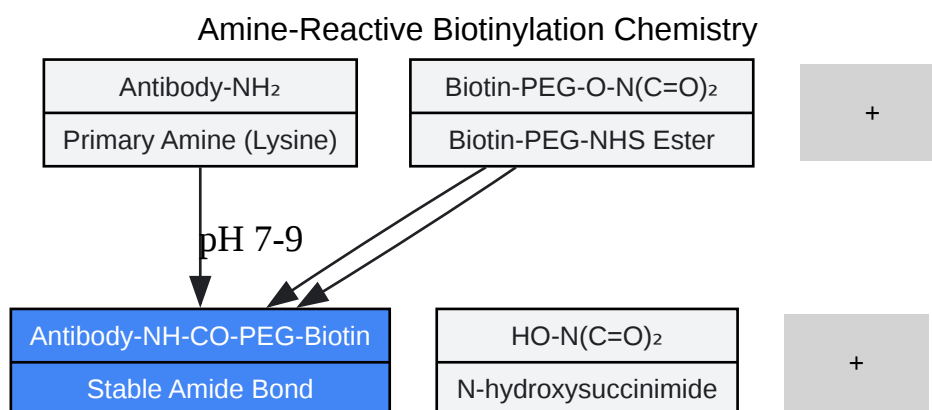 Amine-Reactive Biotinylation Chemistry
Antibody-NH₂
Primary Amine (Lysine)
Biotin-PEG-O-N(C=O)₂
Biotin-PEG-NHS Ester
+
pH 7-9
Antibody-NH-CO-PEG-Biotin
Stable Amide Bond
HO-N(C=O)₂
N-hydroxysuccinimide
+